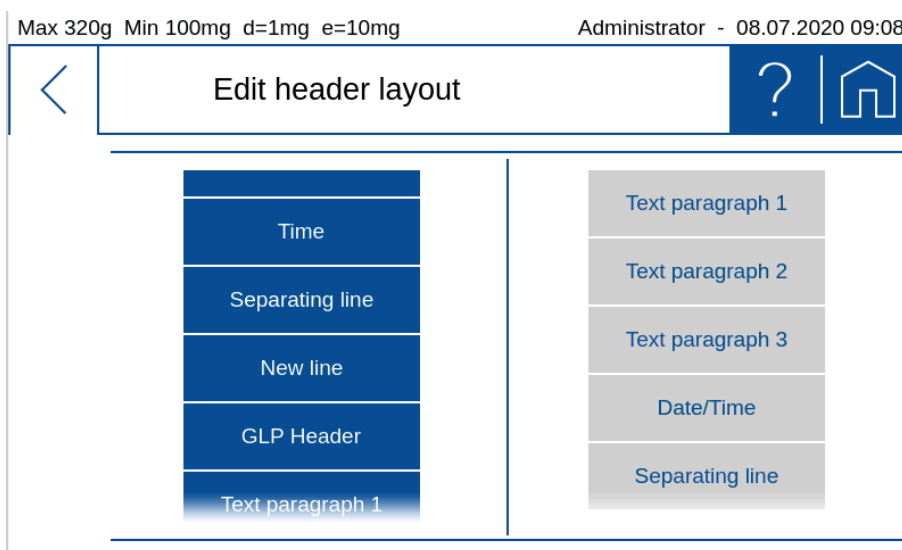 Max 320g Min 100mg d=1mg e=10mg Administrator - 08.07.2020 09:08
Edit header layout ?
Time
Separating line
New line
GLP Header
Text paragraph 1
Text paragraph 1
Text paragraph 2
Text paragraph 3
Date/Time
Separating line